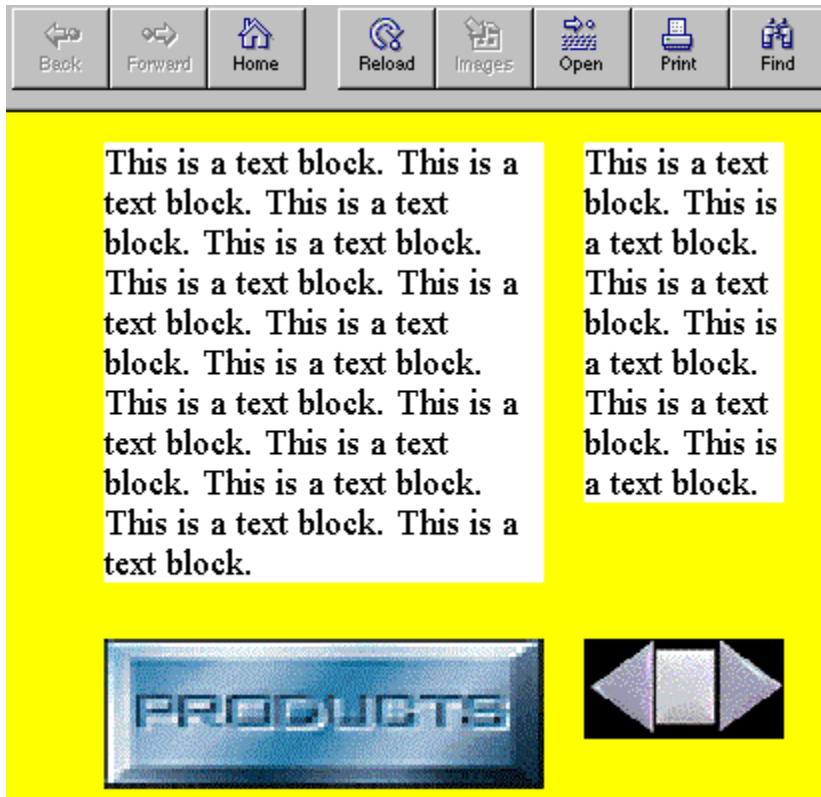 Back Forward Home Reload Images Open Print Find
This is a text block. This is a
text block. This is a text
block. This is a text block.
This is a text block. This is a
text block. This is a text
block. This is a text block.
This is a text block. This is a
text block. This is a text
block. This is a text block.
This is a text block. This is a
text block.
This is a text
block. This is
a text block.
This is a text
block. This is
a text block.
This is a text
block. This is
a text block.
PRODUCTS